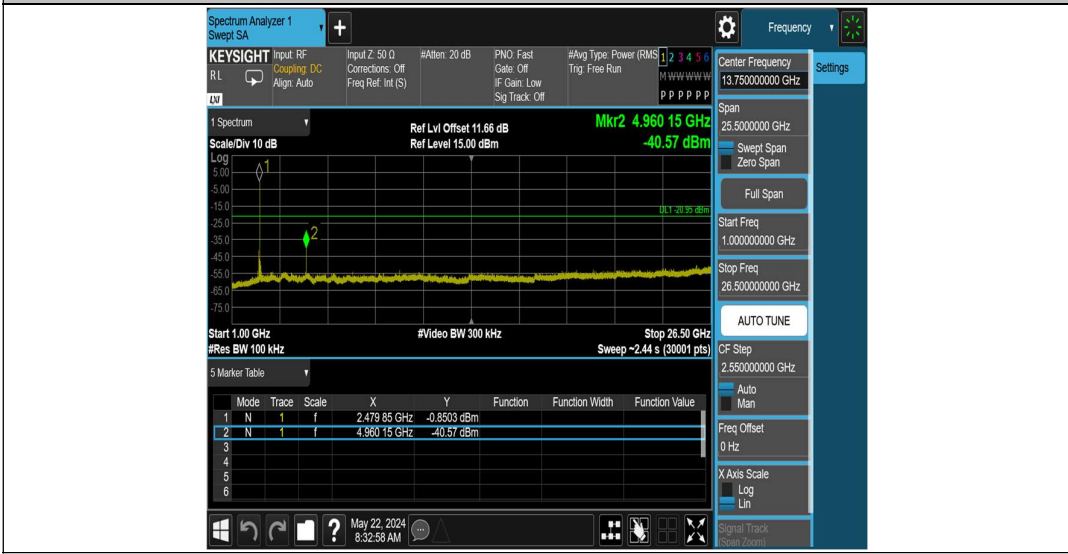 Spectrum Analyzer 1
Swept SA
+
Frequency
KEYSIGHT
RL
LXI
Input: RF
Coupling: DC
Align: Auto
Input Z: 50 Ω
Corrections: Off
Freq Ref: Int (S)
#Atten: 20 dB
PNO: Fast
Gate: Off
IF Gain: Low
Sig Track: Off
#Avg Type: Power (RMS
Trig: Free Run
1 2 3 4 5 6
M W W W W W
P P P P P P
1 Spectrum
Scale/Div 10 dB
Ref Lvl Offset 11.66 dB
Ref Level 15.00 dBm
Mkr2 4.960 15 GHz
-40.57 dBm
Log
5.00
-5.00
-15.0
-25.0
-35.0
-45.0
-55.0
-65.0
-75.0
1
2
DL1 -20.95 dBm
Start 1.00 GHz
#Video BW 300 kHz
Stop 26.50 GHz
#Res BW 100 kHz
Sweep ~2.44 s (30001 pts)
5 Marker Table
Mode Trace Scale X Y Function Function Width Function Value
1 N 1 f 2.479 85 GHz -0.8503 dBm
2 N 1 f 4.960 15 GHz -40.57 dBm
3
4
5
6
?
May 22, 2024
8:32:58 AM
Center Frequency
13.750000000 GHz
Settings
Span
25.5000000 GHz
Swept Span
Zero Span
Full Span
Start Freq
1.000000000 GHz
Stop Freq
26.500000000 GHz
AUTO TUNE
CF Step
2.550000000 GHz
Auto
Man
Freq Offset
0 Hz
X Axis Scale
Log
Lin
Signal Track
(Span Zoom)